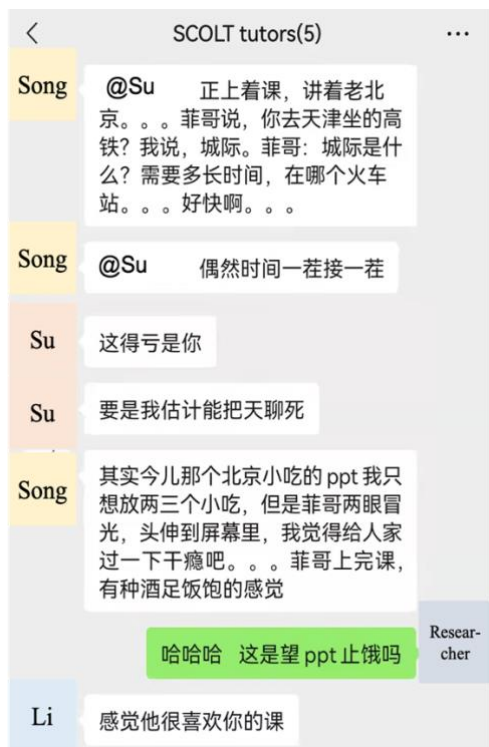 SCOLT tutors(5)
Song
@Su 正上着课，讲着老北
京。。。菲哥说，你去天津坐的高
铁？我说，城际。菲哥：城际是什
么？需要多长时间，在哪个火车
站。。。好快啊。。。
Song
@Su 偶然时间一茬接一茬
Su
这得亏是你
Su
要是我估计能把天聊死
Song
其实今儿那个北京小吃的 ppt 我只
想放两三个小吃，但是菲哥两眼冒
光，头伸到屏幕里，我觉得给人家
过一下干瘾吧。。。菲哥上完课，
有种酒足饭饱的感觉
哈哈哈 这是望 ppt 止饿吗
Resear-
cher
Li
感觉他很喜欢你的课